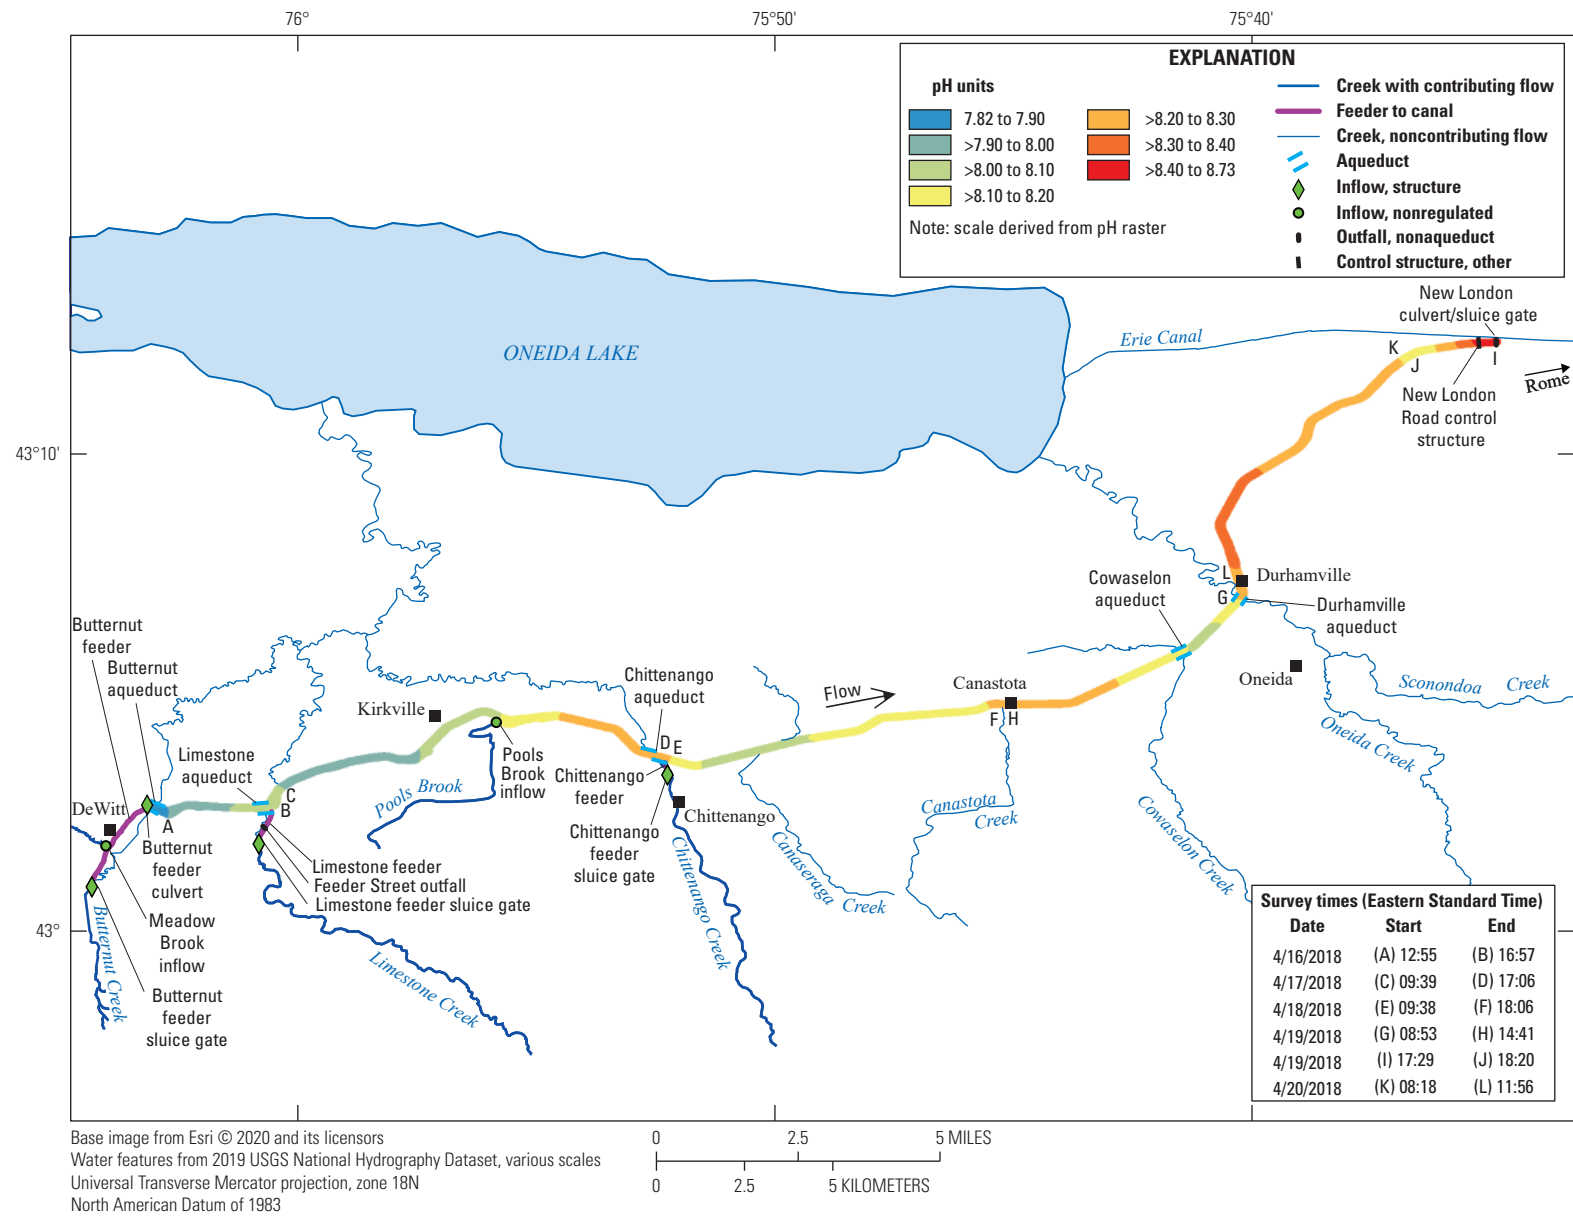 76°
75°50'
75°40'
EXPLANATION
pH units
7.82 to 7.90
>7.90 to 8.00
>8.00 to 8.10
>8.10 to 8.20
>8.20 to 8.30
>8.30 to 8.40
>8.40 to 8.73
Note: scale derived from pH raster
Creek with contributing flow
Feeder to canal
Creek, noncontributing flow
Aqueduct
Inflow, structure
Inflow, nonregulated
Outfall, nonaqueduct
Control structure, other
New London
culvert/sluice gate
Erie Canal
ONEIDA LAKE
K
J
I
Rome
New London
Road control
structure
43°10'
L
Durhamville
G
Cowaselon
aqueduct
Durhamville
aqueduct
Butternut
feeder
Butternut
aqueduct
Chittenango
aqueduct
Flow
Canastota
Oneida
Sconondoa Creek
Kirkville
F
H
Oneida Creek
Limestone
aqueduct
D
E
Pools
Brook
inflow
Chittenango
feeder
Pools Brook
C
B
DeWitt
A
Chittenango
Canastota
Creek
Cowaselon Creek
Butternut
feeder
culvert
Chittenango
feeder
sluice gate
Canaseraga Creek
Chittenango Creek
Limestone feeder
Feeder Street outfall
Limestone feeder sluice gate
Meadow
Brook
inflow
Butternut Creek
Limestone Creek
43°
Butternut
feeder
sluice gate
Survey times (Eastern Standard Time)
Date Start End
4/16/2018 (A) 12:55 (B) 16:57
4/17/2018 (C) 09:39 (D) 17:06
4/18/2018 (E) 09:38 (F) 18:06
4/19/2018 (G) 08:53 (H) 14:41
4/19/2018 (I) 17:29 (J) 18:20
4/20/2018 (K) 08:18 (L) 11:56
Base image from Esri © 2020 and its licensors
Water features from 2019 USGS National Hydrography Dataset, various scales
Universal Transverse Mercator projection, zone 18N
North American Datum of 1983
0 2.5 5 MILES
0 2.5 5 KILOMETERS